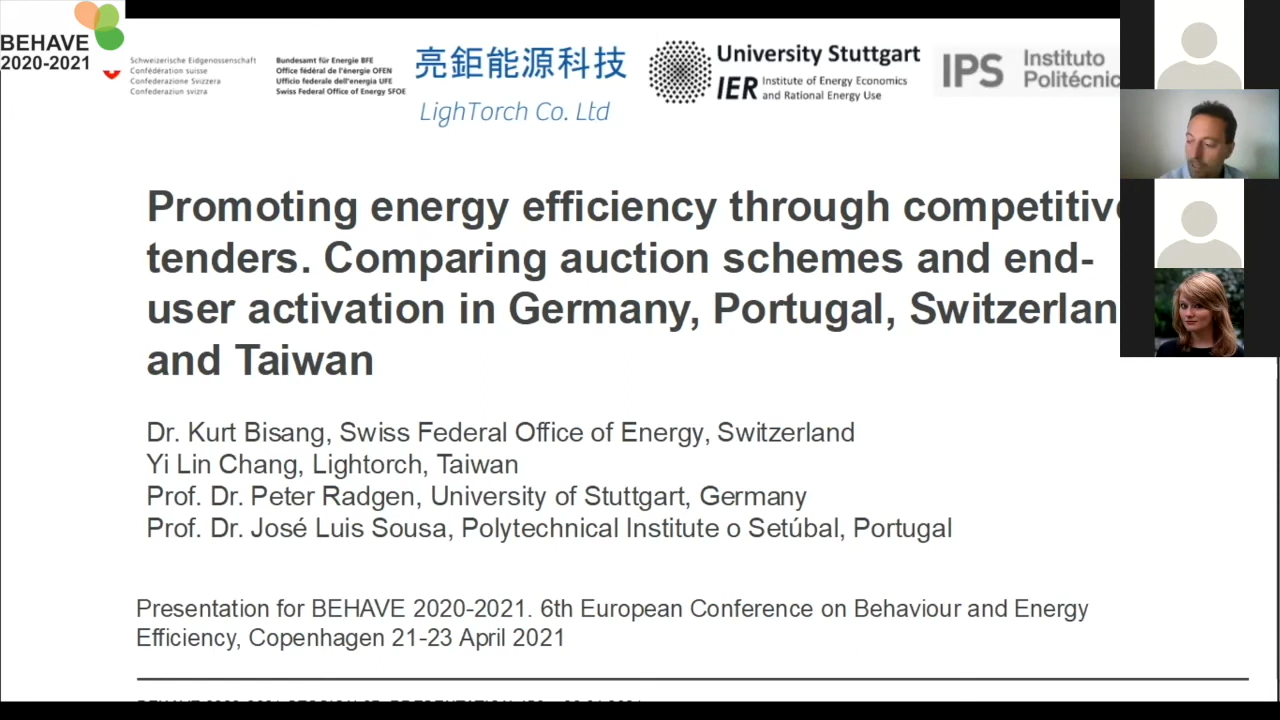 BEHAVE
2020-2021
Schweizerische Eidgenossenschaft
Confédération suisse
Confederazione Svizzera
Confederaziun svizra
Bundesamt für Energie BFE
Office fédéral de l'énergie OFEN
Ufficio federale dell'energia UFE
Swiss Federal Office of Energy SFOE
亮鉅能源科技
LighTorch Co. Ltd
University Stuttgart
IER Institute of Energy Economics
and Rational Energy Use
IPS Instituto
Politécnic
Promoting energy efficiency through competitive
tenders. Comparing auction schemes and end-
user activation in Germany, Portugal, Switzerlan
and Taiwan
Dr. Kurt Bisang, Swiss Federal Office of Energy, Switzerland
Yi Lin Chang, Lightorch, Taiwan
Prof. Dr. Peter Radgen, University of Stuttgart, Germany
Prof. Dr. José Luis Sousa, Polytechnical Institute o Setúbal, Portugal
Presentation for BEHAVE 2020-2021. 6th European Conference on Behaviour and Energy
Efficiency, Copenhagen 21-23 April 2021